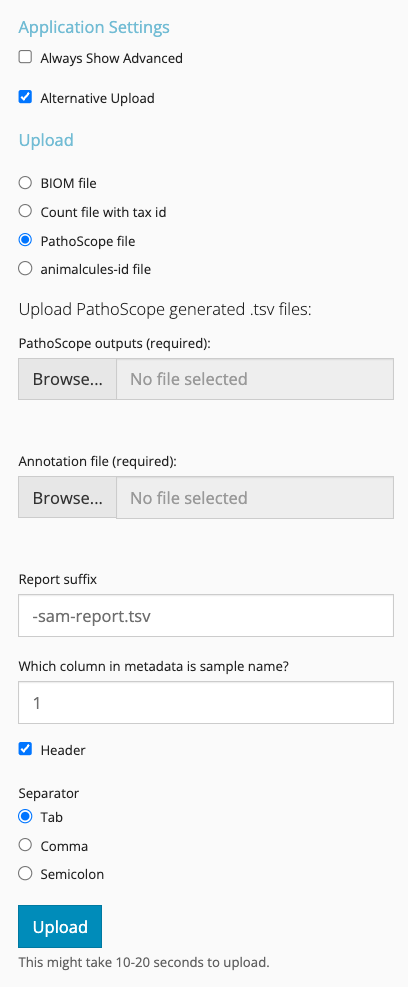 Application Settings
Always Show Advanced
Alternative Upload
Upload
BIOM file
Count file with tax id
PathoScope file
animalcules-id file
Upload PathoScope generated .tsv files:
PathoScope outputs (required):
Browse... No file selected
Annotation file (required):
Browse... No file selected
Report suffix
-sam-report.tsv
Which column in metadata is sample name?
1
Header
Separator
Tab
Comma
Semicolon
Upload
This might take 10-20 seconds to upload.